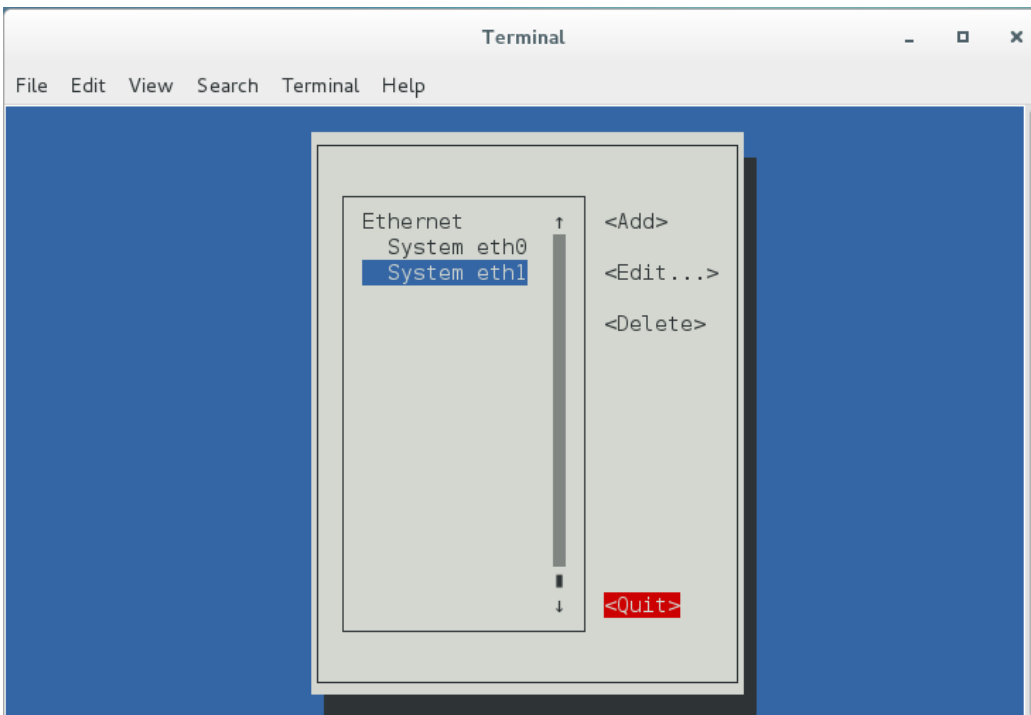 Terminal
File Edit View Search Terminal Help
Ethernet ↑ <Add>
System eth0
System eth1 <Edit...>
<Delete>
↓ <Quit>